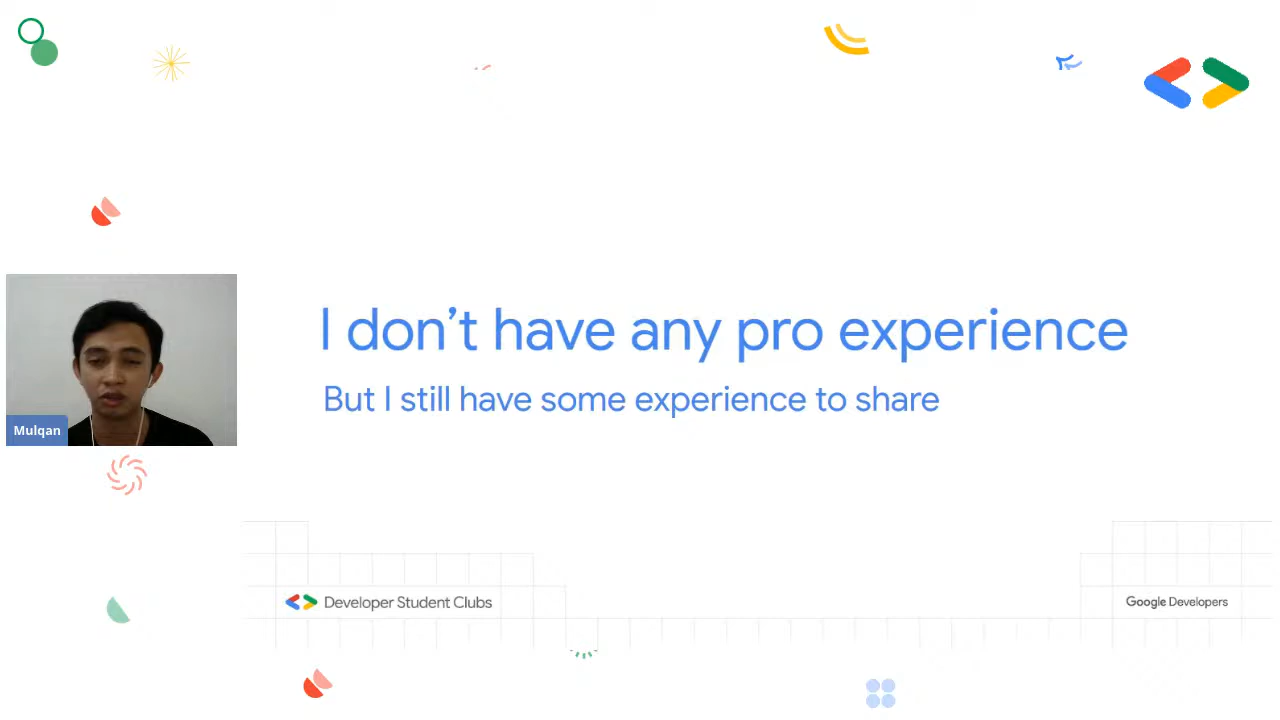 I don’t have any pro experience
But I still have some experience to share
Mulqan
Developer Student Clubs
Google Developers